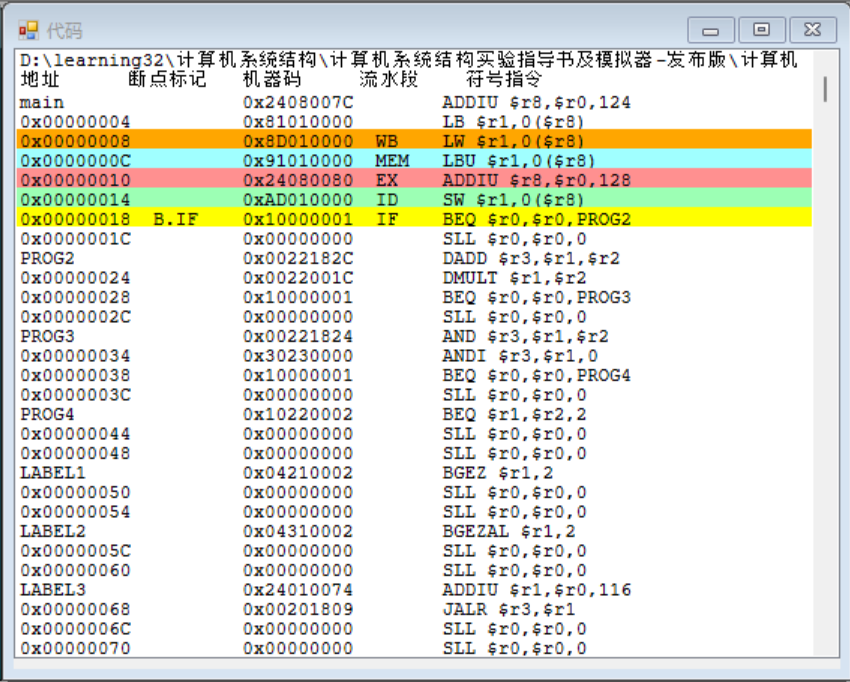 代码
D:\learning32\计算机系统结构\计算机系统结构实验指导书及模拟器-发布版\计算机
地址 断点标记 机器码 流水段 符号指令
main 0x2408007C ADDIU $r8,$r0,124
0x00000004 0x81010000 LB $r1,0($r8)
0x00000008 0x8D010000 WB LW $r1,0($r8)
0x0000000C 0x91010000 MEM LBU $r1,0($r8)
0x00000010 0x24080080 EX ADDIU $r8,$r0,128
0x00000014 0xAD010000 ID SW $r1,0($r8)
0x00000018 B.IF 0x10000001 IF BEQ $r0,$r0,PROG2
0x0000001C 0x00000000 SLL $r0,$r0,0
PROG2 0x0022182C DADD $r3,$r1,$r2
0x00000024 0x0022001C DMULT $r1,$r2
0x00000028 0x10000001 BEQ $r0,$r0,PROG3
0x0000002C 0x00000000 SLL $r0,$r0,0
PROG3 0x00221824 AND $r3,$r1,$r2
0x00000034 0x30230000 ANDI $r3,$r1,0
0x00000038 0x10000001 BEQ $r0,$r0,PROG4
0x0000003C 0x00000000 SLL $r0,$r0,0
PROG4 0x10220002 BEQ $r1,$r2,2
0x00000044 0x00000000 SLL $r0,$r0,0
0x00000048 0x00000000 SLL $r0,$r0,0
LABEL1 0x04210002 BGEZ $r1,2
0x00000050 0x00000000 SLL $r0,$r0,0
0x00000054 0x00000000 SLL $r0,$r0,0
LABEL2 0x04310002 BGEZAL $r1,2
0x0000005C 0x00000000 SLL $r0,$r0,0
0x00000060 0x00000000 SLL $r0,$r0,0
LABEL3 0x24010074 ADDIU $r1,$r0,116
0x00000068 0x00201809 JALR $r3,$r1
0x0000006C 0x00000000 SLL $r0,$r0,0
0x00000070 0x00000000 SLL $r0,$r0,0